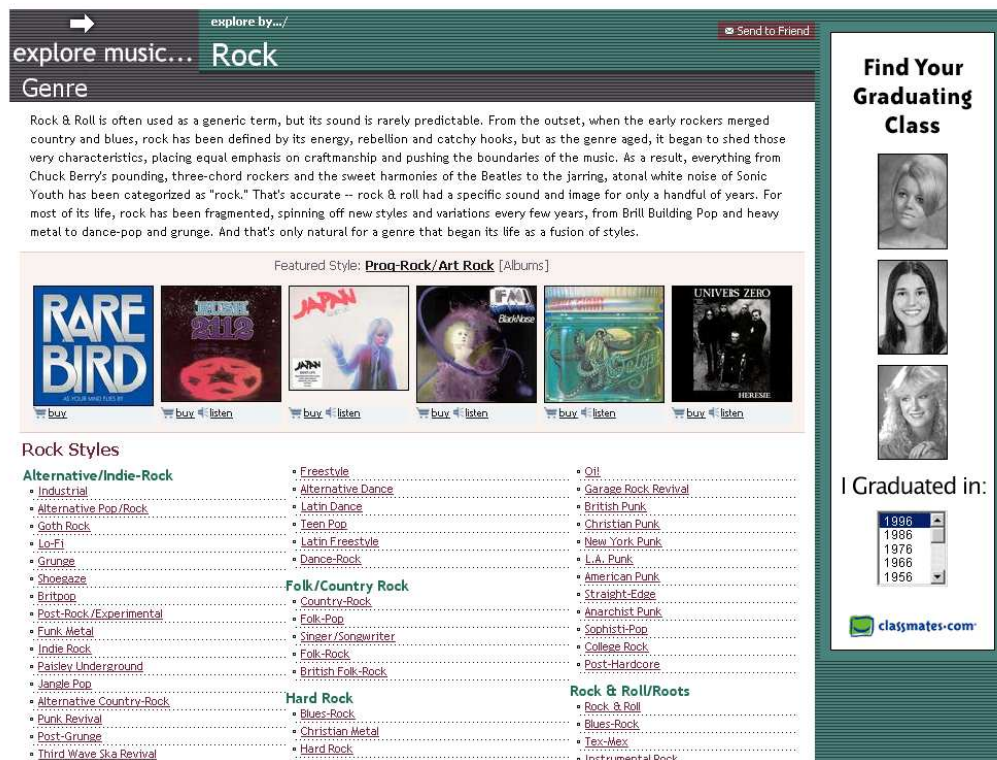 explore by.../
explore music...
Rock
Send to Friend
Genre
Rock & Roll is often used as a generic term, but its sound is rarely predictable. From the outset, when the early rockers merged
country and blues, rock has been defined by its energy, rebellion and catchy hooks, but as the genre aged, it began to shed those
very characteristics, placing equal emphasis on craftmanship and pushing the boundaries of the music. As a result, everything from
Chuck Berry's pounding, three-chord rockers and the sweet harmonies of the Beatles to the jarring, atonal white noise of Sonic
Youth has been categorized as "rock." That's accurate -- rock & roll had a specific sound and image for only a handful of years. For
most of its life, rock has been fragmented, spinning off new styles and variations every few years, from Brill Building Pop and heavy
metal to dance-pop and grunge. And that's only natural for a genre that began its life as a fusion of styles.
Featured Style: Prog-Rock/Art Rock [Albums]
RARE
BIRD
AS YOUR MIND FLIES BY
2112
JAPAN
JAPAN
FM
BlackNoise
UNIVERS ZERO
HERESIE
buy
buy listen
buy listen
buy listen
buy listen
buy listen
Rock Styles
Alternative/Indie-Rock
Industrial
Alternative Pop/Rock
Goth Rock
Lo-Fi
Grunge
Shoegaze
Britpop
Post-Rock/Experimental
Funk Metal
Indie Rock
Paisley Underground
Jangle Pop
Alternative Country-Rock
Punk Revival
Post-Grunge
Third Wave Ska Revival
Freestyle
Alternative Dance
Latin Dance
Teen Pop
Latin Freestyle
Dance-Rock
Folk/Country Rock
Country-Rock
Folk-Pop
Singer/Songwriter
Folk-Rock
British Folk-Rock
Hard Rock
Blues-Rock
Christian Metal
Hard Rock
Oi!
Garage Rock Revival
British Punk
Christian Punk
New York Punk
L.A. Punk
American Punk
Straight-Edge
Anarchist Punk
Sophisti-Pop
College Rock
Post-Hardcore
Rock & Roll/Roots
Rock & Roll
Blues-Rock
Tex-Mex
Instrumental Rock
Find Your
Graduating
Class
I Graduated in:
1996
1986
1976
1966
1956
classmates.com